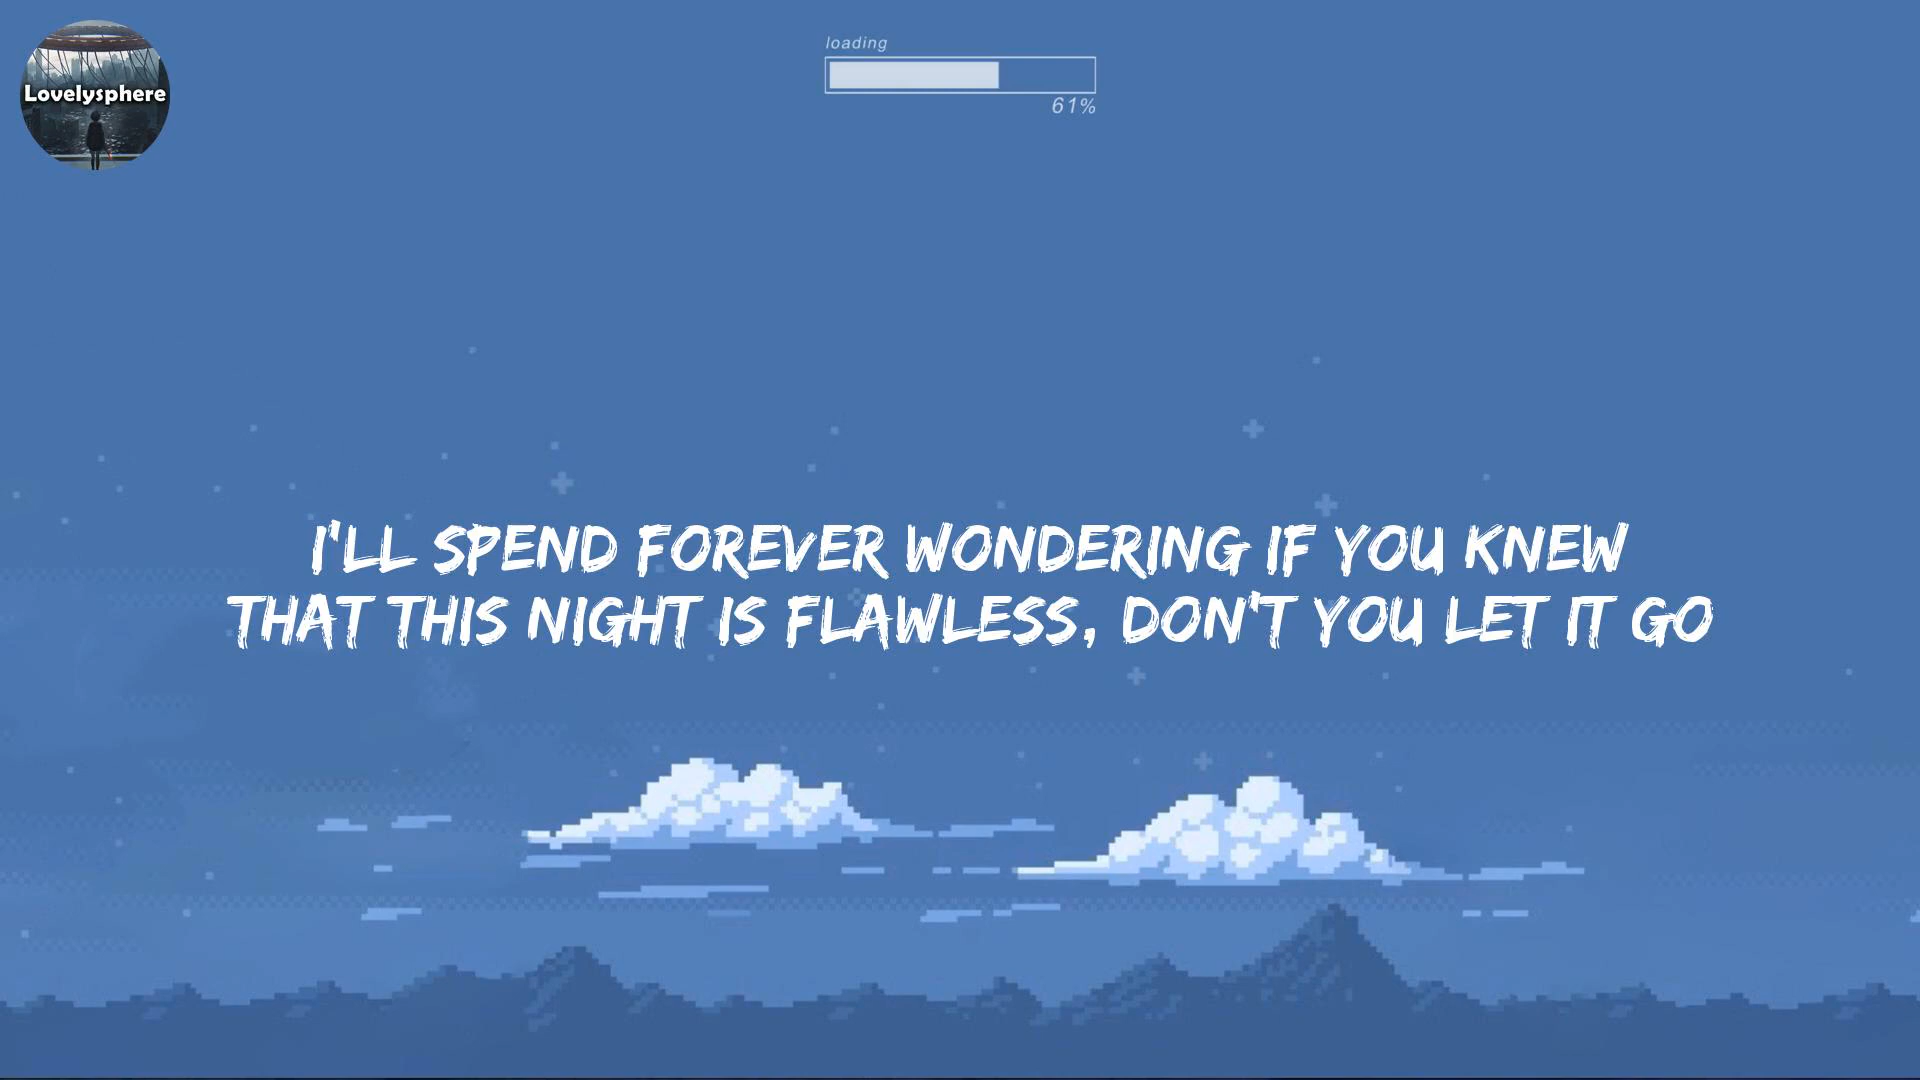 Lovelysphere
loading
61%
I'LL SPEND FOREVER WONDERING IF YOU KNEW
THAT THIS NIGHT IS FLAWLESS, DON'T YOU LET IT GO